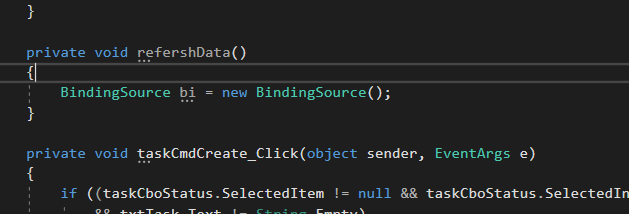 }
private void refershData()
{
BindingSource bi = new BindingSource();
}
private void taskCmdCreate_Click(object sender, EventArgs e)
{
if ((taskCboStatus.SelectedItem != null && taskCboStatus.SelectedIn
&& txtTask.Text != String.Empty)